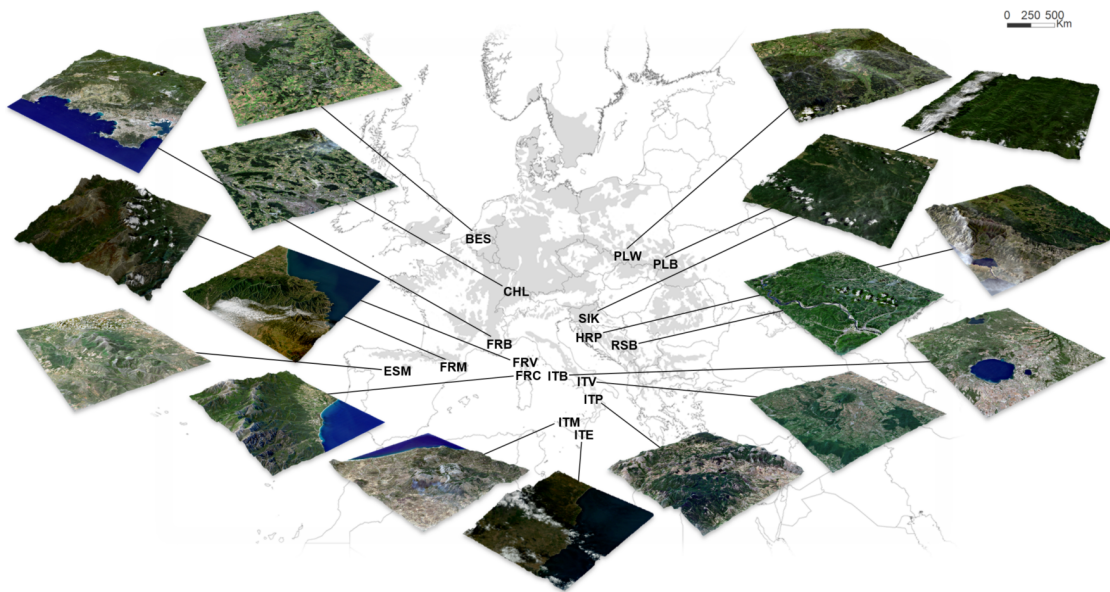 0 250 500
Km
BES
PLW
PLB
CHL
SIK
HRP
RSB
FRB
FRV
FRM
ESM
FRC
ITB
ITV
ITP
ITM
ITE